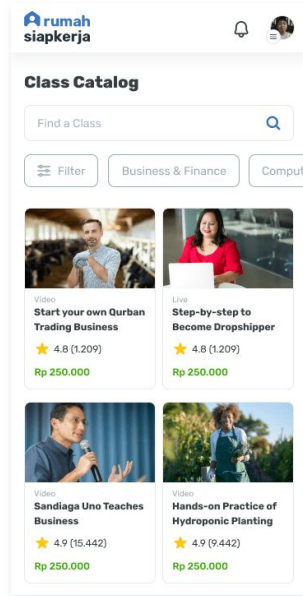 rumah
siapkerja
Class Catalog
Find a Class
Filter
Business & Finance
Comput
Video
Start your own Qurban
Trading Business
4.8 (1.209)
Rp 250.000
Live
Step-by-step to
Become Dropshipper
4.8 (1.209)
Rp 250.000
Video
Sandiaga Uno Teaches
Business
4.9 (15.442)
Rp 250.000
Video
Hands-on Practice of
Hydroponic Planting
4.9 (9.442)
Rp 250.000